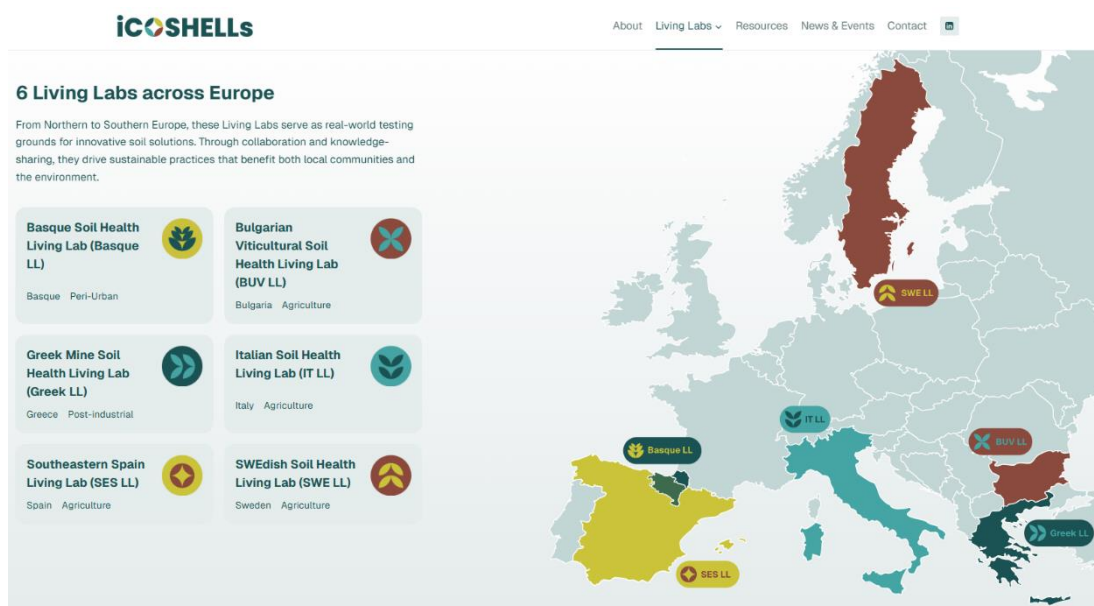 iCOSHELLs
About Living Labs Resources News & Events Contact in
6 Living Labs across Europe
From Northern to Southern Europe, these Living Labs serve as real-world testing
grounds for innovative soil solutions. Through collaboration and knowledge-
sharing, they drive sustainable practices that benefit both local communities and
the environment.
Basque Soil Health
Living Lab (Basque
LL)
Basque Peri-Urban
Bulgarian
Viticultural Soil
Health Living Lab
(BUV LL)
Bulgaria Agriculture
Greek Mine Soil
Health Living Lab
(Greek LL)
Greece Post-industrial
Italian Soil Health
Living Lab (IT LL)
Italy Agriculture
Southeastern Spain
Living Lab (SES LL)
Spain Agriculture
SWEdish Soil Health
Living Lab (SWE LL)
Sweden Agriculture
SWE LL
IT LL
BUV LL
Basque LL
Greek LL
SES LL